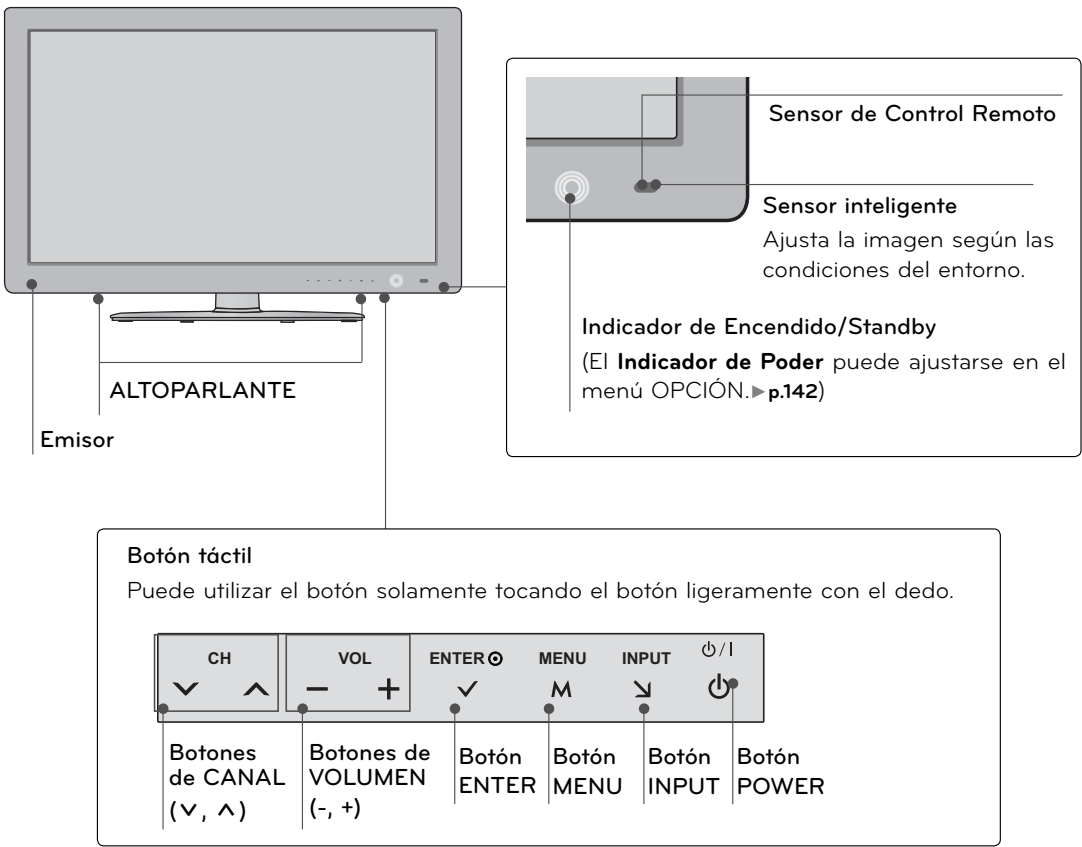 Sensor de Control Remoto
Sensor inteligente
Ajusta la imagen según las
condiciones del entorno.
Indicador de Encendido/Standby
(El Indicador de Poder puede ajustarse en el
menú OPCIÓN.►p.142)
ALTOPARLANTE
Emisor
Botón táctil
Puede utilizar el botón solamente tocando el botón ligeramente con el dedo.
CH VOL ENTER MENU INPUT ⏻/I
- + M
Botones
de CANAL
(∨, ∧)
Botones de
VOLUMEN
(-, +)
Botón
ENTER
Botón
MENU
Botón
INPUT
Botón
POWER